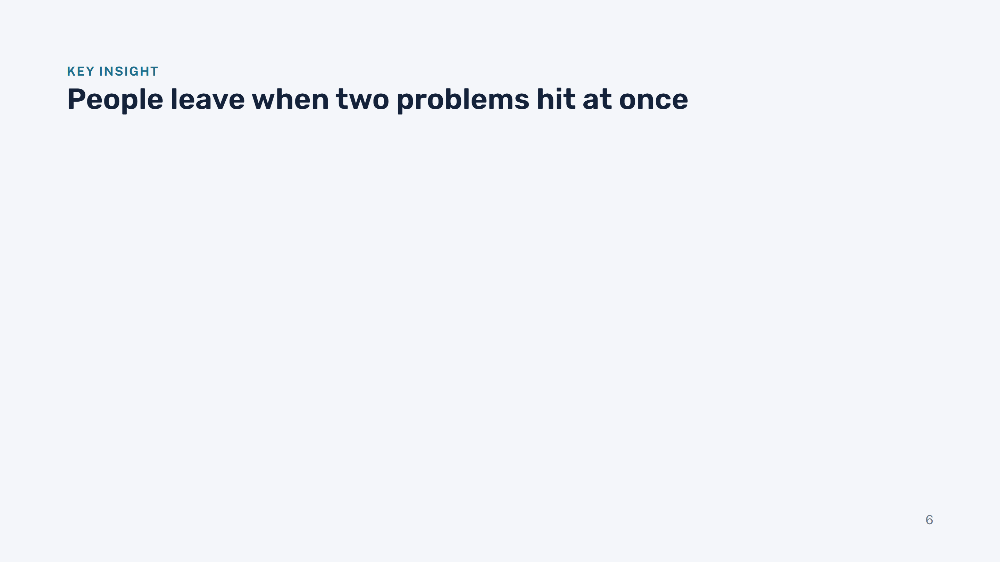 KEY INSIGHT
People leave when two problems hit at once
6